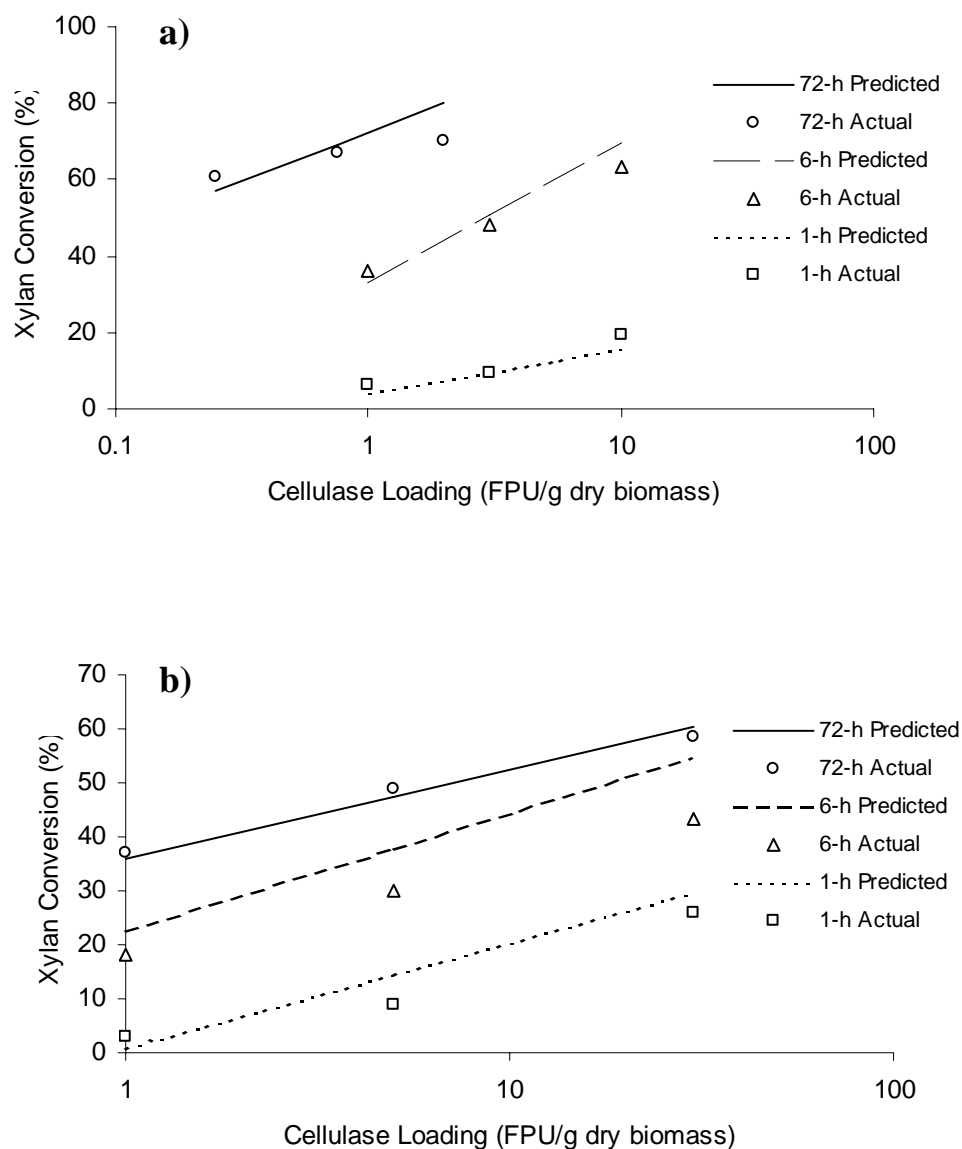 a)
100
80
60
40
20
0
Xylan Conversion (%)
0.1 1 10 100
Cellulase Loading (FPU/g dry biomass)
72-h Predicted
72-h Actual
6-h Predicted
6-h Actual
1-h Predicted
1-h Actual
b)
70
60
50
40
30
20
10
0
Xylan Conversion (%)
1 10 100
Cellulase Loading (FPU/g dry biomass)
72-h Predicted
72-h Actual
6-h Predicted
6-h Actual
1-h Predicted
1-h Actual